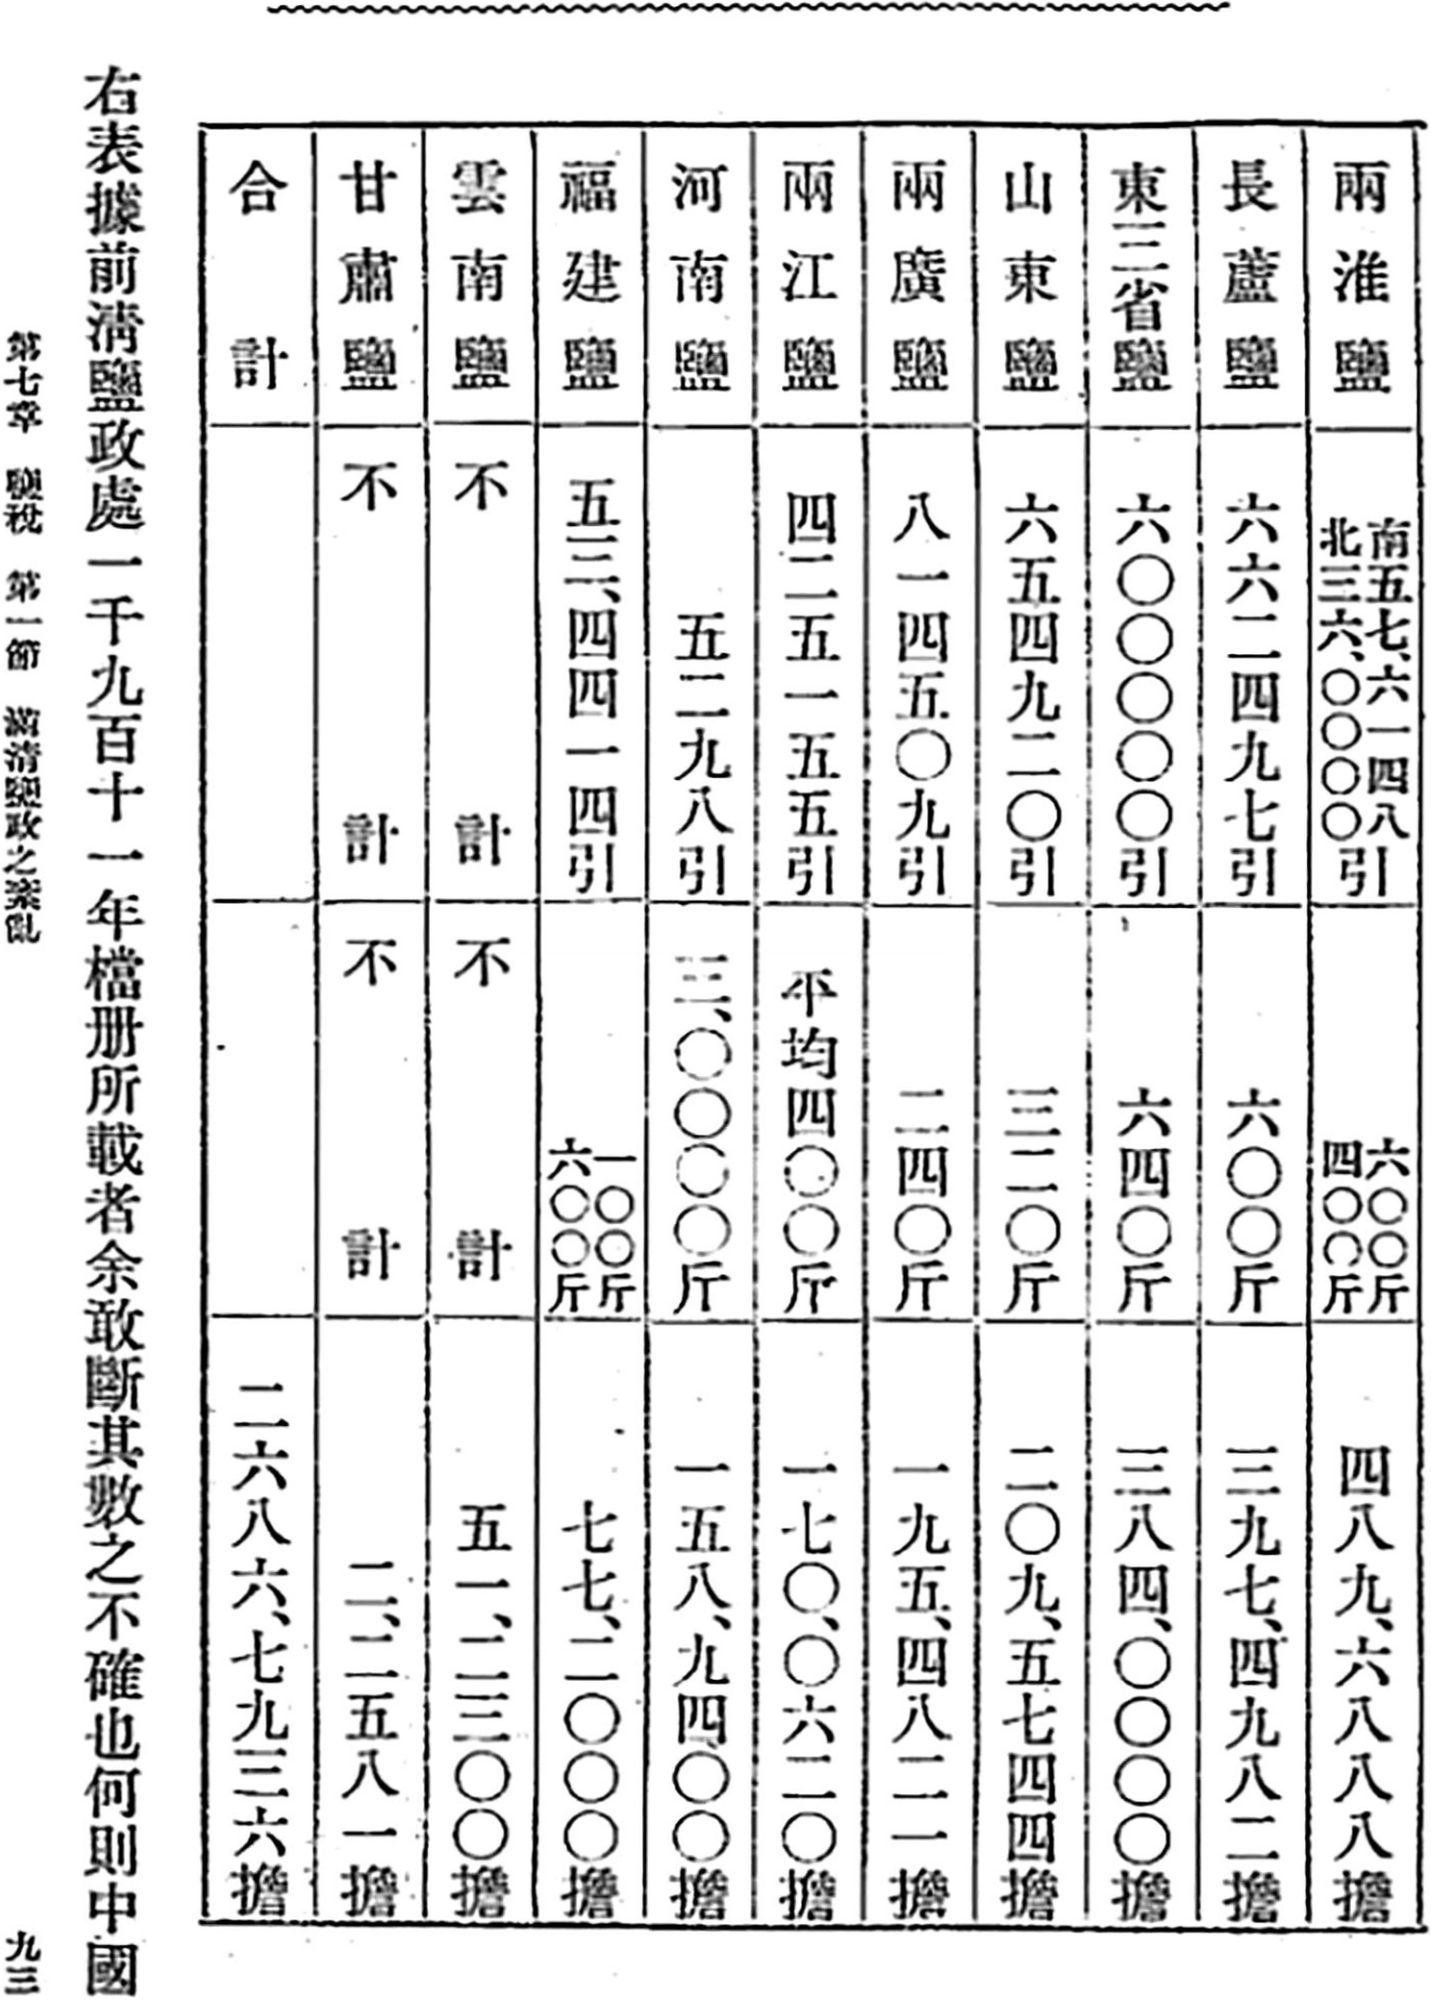 兩淮鹽 南五七、六一四八 北三六、〇〇〇〇引 六〇〇斤 四〇〇斤 四八九、六八八八擔
長蘆鹽 六六二四九七引 六〇〇斤 三九七、四九八二擔
東三省鹽 六〇〇〇〇〇引 六四〇斤 三八四、〇〇〇〇擔
山東鹽 六五四九二〇引 三二〇斤 二〇九、五七四四擔
兩廣鹽 八一四五〇九引 二四〇斤 一九五、四八二一擔
兩江鹽 四二五一五五引 平均四〇〇斤 一七〇、〇六二〇擔
河南鹽 五二九八引 三、〇〇〇〇斤 一五八、九四〇〇擔
福建鹽 五三、四四一四引 一〇〇斤 六〇〇斤 七七、二〇〇〇擔
雲南鹽 不計 不計 五一、二三〇〇擔
甘肅鹽 不計 不計 二、二五八一擔
合計 二六八六、七九三六擔
右表據前淸鹽政處一千九百十一年檔册所載者余敢斷其數之不確也何則中國
第七章 鹽稅 第一節 滿清鹽政之紊亂 九三